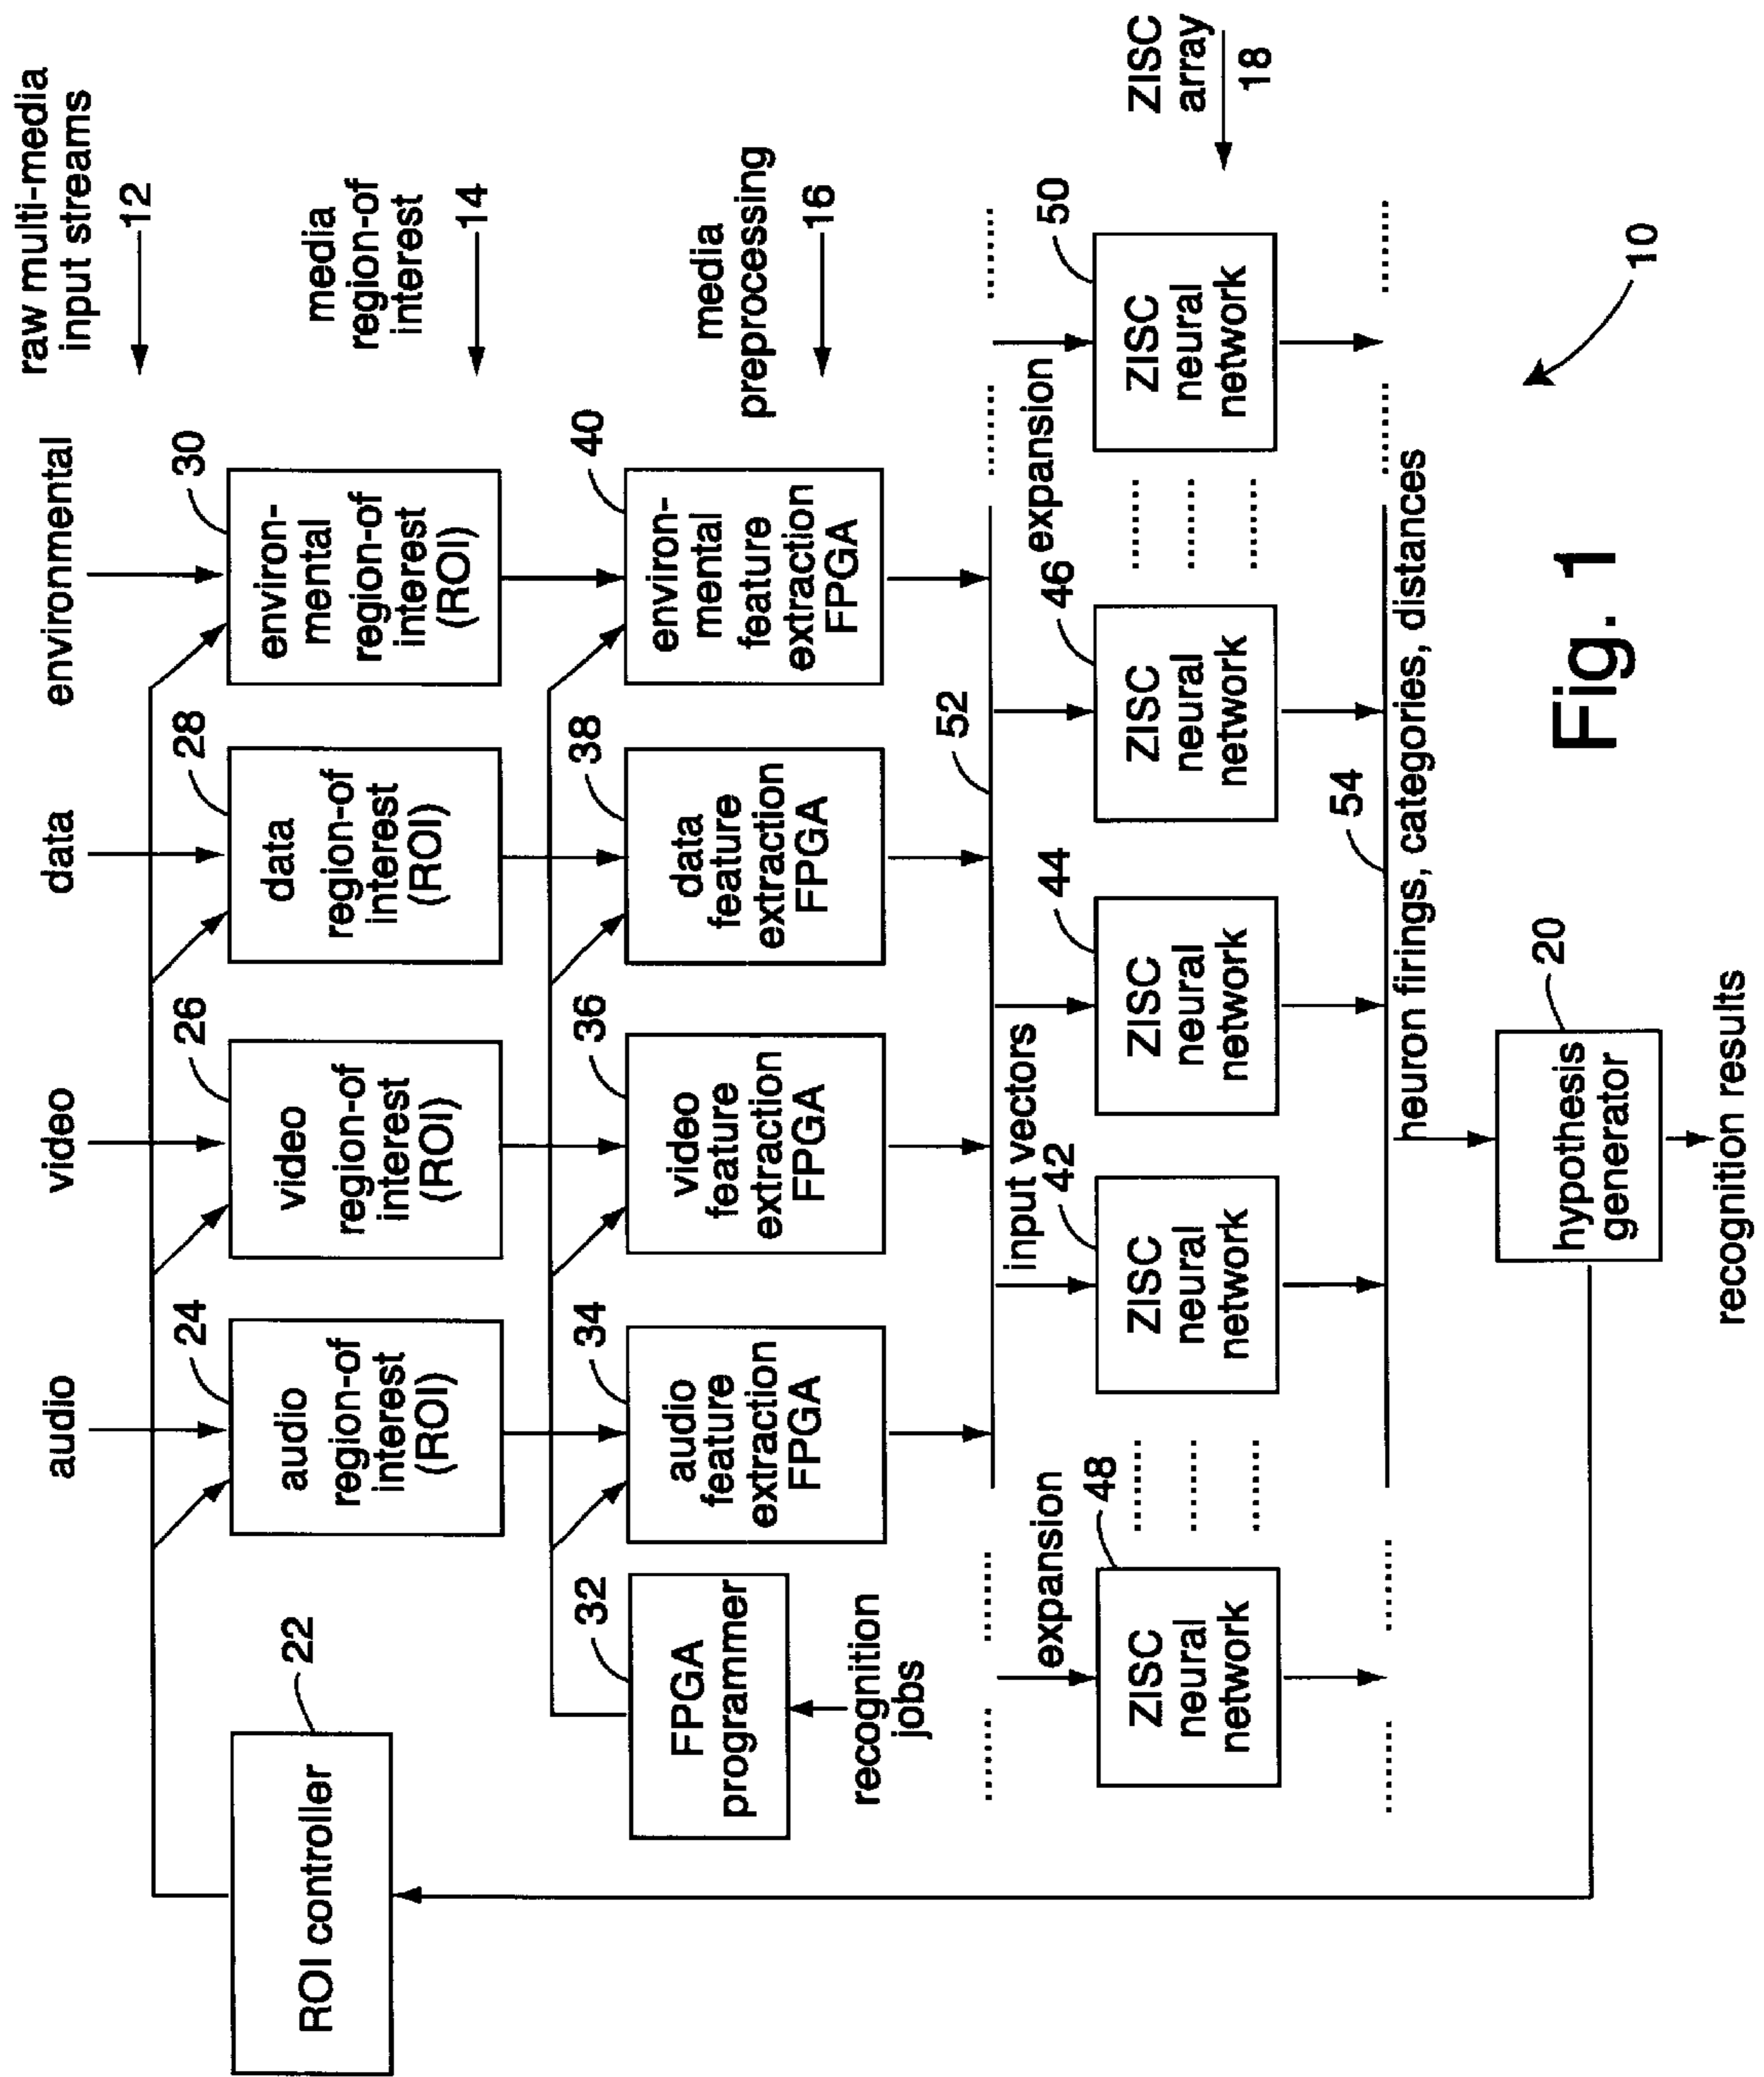 raw multi-media
input streams
12
audio
video
data
environmental
media
region-of
interest
14
ROI controller
22
audio
region-of
interest
(ROI)
24
video
region-of
interest
(ROI)
26
data
region-of
interest
(ROI)
28
environ-
mental
region-of
interest
(ROI)
30
media
preprocessing
16
FPGA
programmer
32
recognition
jobs
audio
feature
extraction
FPGA
34
video
feature
extraction
FPGA
36
data
feature
extraction
FPGA
38
environ-
mental
feature
extraction
FPGA
40
52
expansion
input vectors
expansion
ZISC
array
18
ZISC
neural
network
48
ZISC
neural
network
42
ZISC
neural
network
44
ZISC
neural
network
46
ZISC
neural
network
50
54
neuron firings, categories, distances
hypothesis
generator
20
recognition results
10
Fig. 1